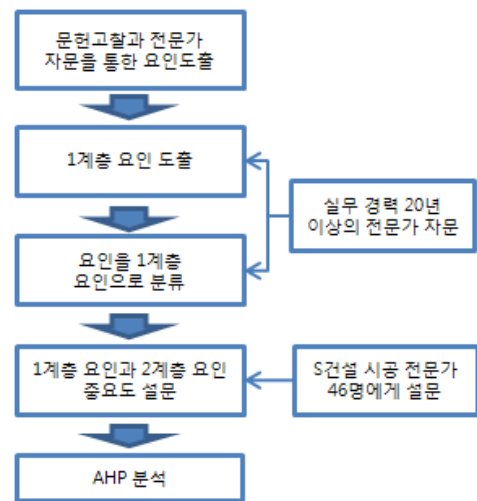 문헌고찰과 전문가
자문을 통한 요인도출
1계층 요인 도출
실무 경력 20년
이상의 전문가 자문
요인을 1계층
요인으로 분류
1계층 요인과 2계층 요인
중요도 설문
S건설 시공 전문가
46명에게 설문
AHP 분석